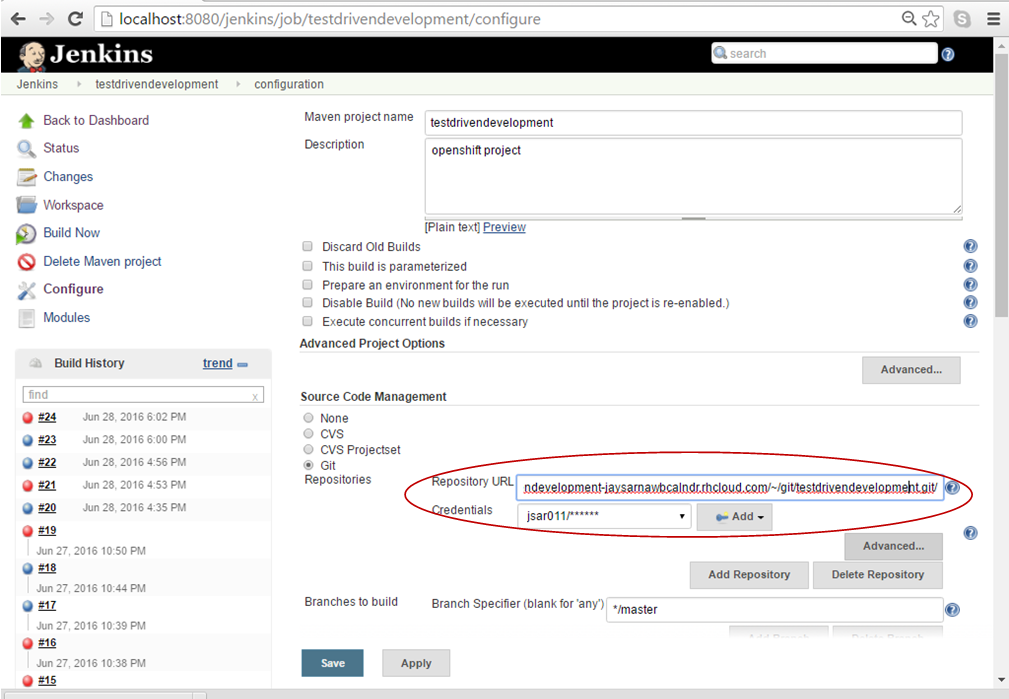 localhost:8080/jenkins/job/testdrivendevelopment/configure
Jenkins
search
Jenkins
testdrivendevelopment
configuration
Back to Dashboard
Status
Changes
Workspace
Build Now
Delete Maven project
Configure
Modules
Build History
trend
find
x
#24 Jun 28, 2016 6:02 PM
#23 Jun 28, 2016 6:00 PM
#22 Jun 28, 2016 4:56 PM
#21 Jun 28, 2016 4:53 PM
#20 Jun 28, 2016 4:35 PM
#19
Jun 27, 2016 10:50 PM
#18
Jun 27, 2016 10:44 PM
#17
Jun 27, 2016 10:39 PM
#16
Jun 27, 2016 10:38 PM
#15
Maven project name
testdrivendevelopment
Description
openshift project
[Plain text] Preview
Discard Old Builds
This build is parameterized
Prepare an environment for the run
Disable Build (No new builds will be executed until the project is re-enabled.)
Execute concurrent builds if necessary
Advanced Project Options
Advanced...
Source Code Management
None
CVS
CVS Projectset
Git
Repositories
Repository URL
ndevelopment-jaysarnawbcalndr.rhcloud.com/~/git/testdrivendevelopment.git/
Credentials
jsar011/******
Add
Advanced...
Add Repository
Delete Repository
Branches to build
Branch Specifier (blank for 'any')
*/master
Save
Apply